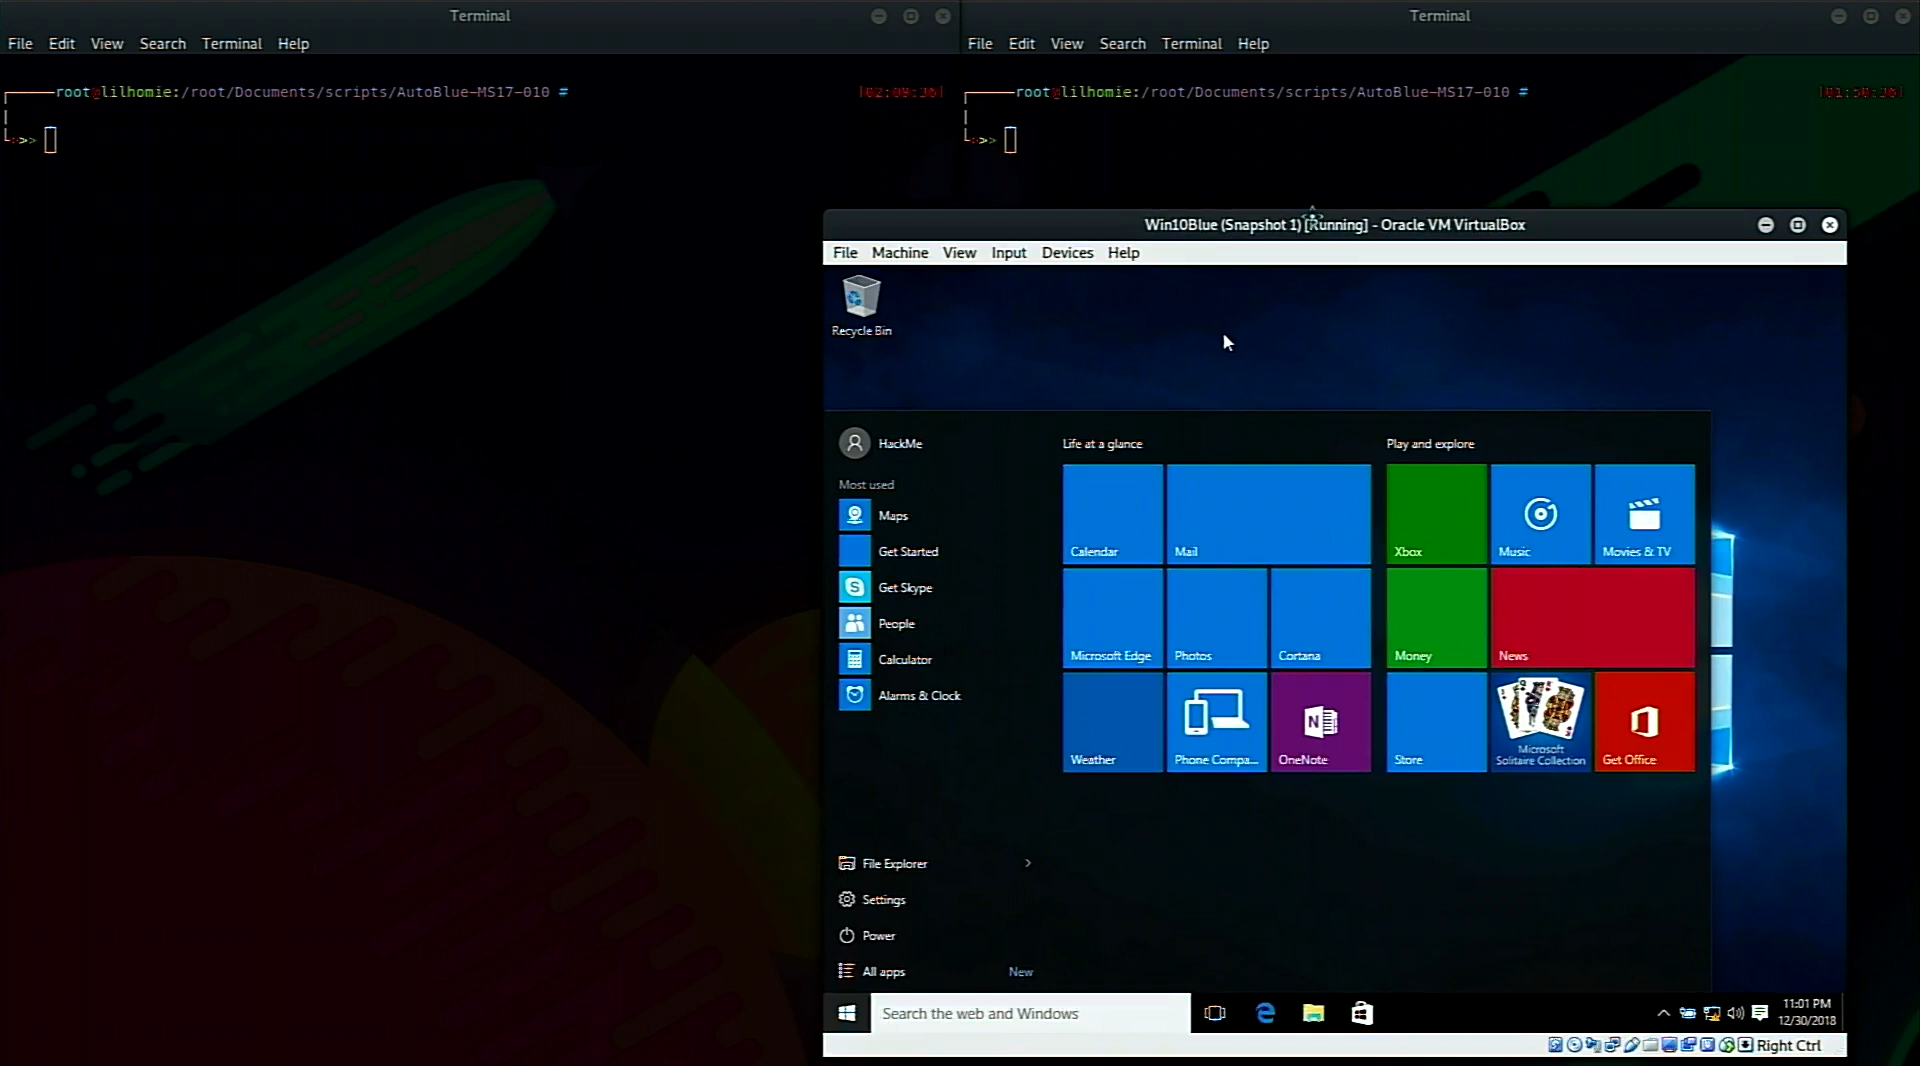 Terminal
File Edit View Search Terminal Help
root@lilhomie:/root/Documents/scripts/AutoBlue-MS17-010 # [02:09:36]
>>
Terminal
File Edit View Search Terminal Help
root@lilhomie:/root/Documents/scripts/AutoBlue-MS17-010 #
>>
Win10Blue (Snapshot 1) [Running] - Oracle VM VirtualBox
File Machine View Input Devices Help
Recycle Bin
HackMe
Most used
Maps
Get Started
Get Skype
People
Calculator
Alarms & Clock
File Explorer >
Settings
Power
All apps New
Life at a glance
Calendar
Mail
Microsoft Edge
Photos
Cortana
Weather
Phone Compa...
OneNote
Play and explore
Xbox
Music
Movies & TV
Money
News
Store
Microsoft
Solitaire Collection
Get Office
Search the web and Windows
11:01 PM
12/30/2018
Right Ctrl